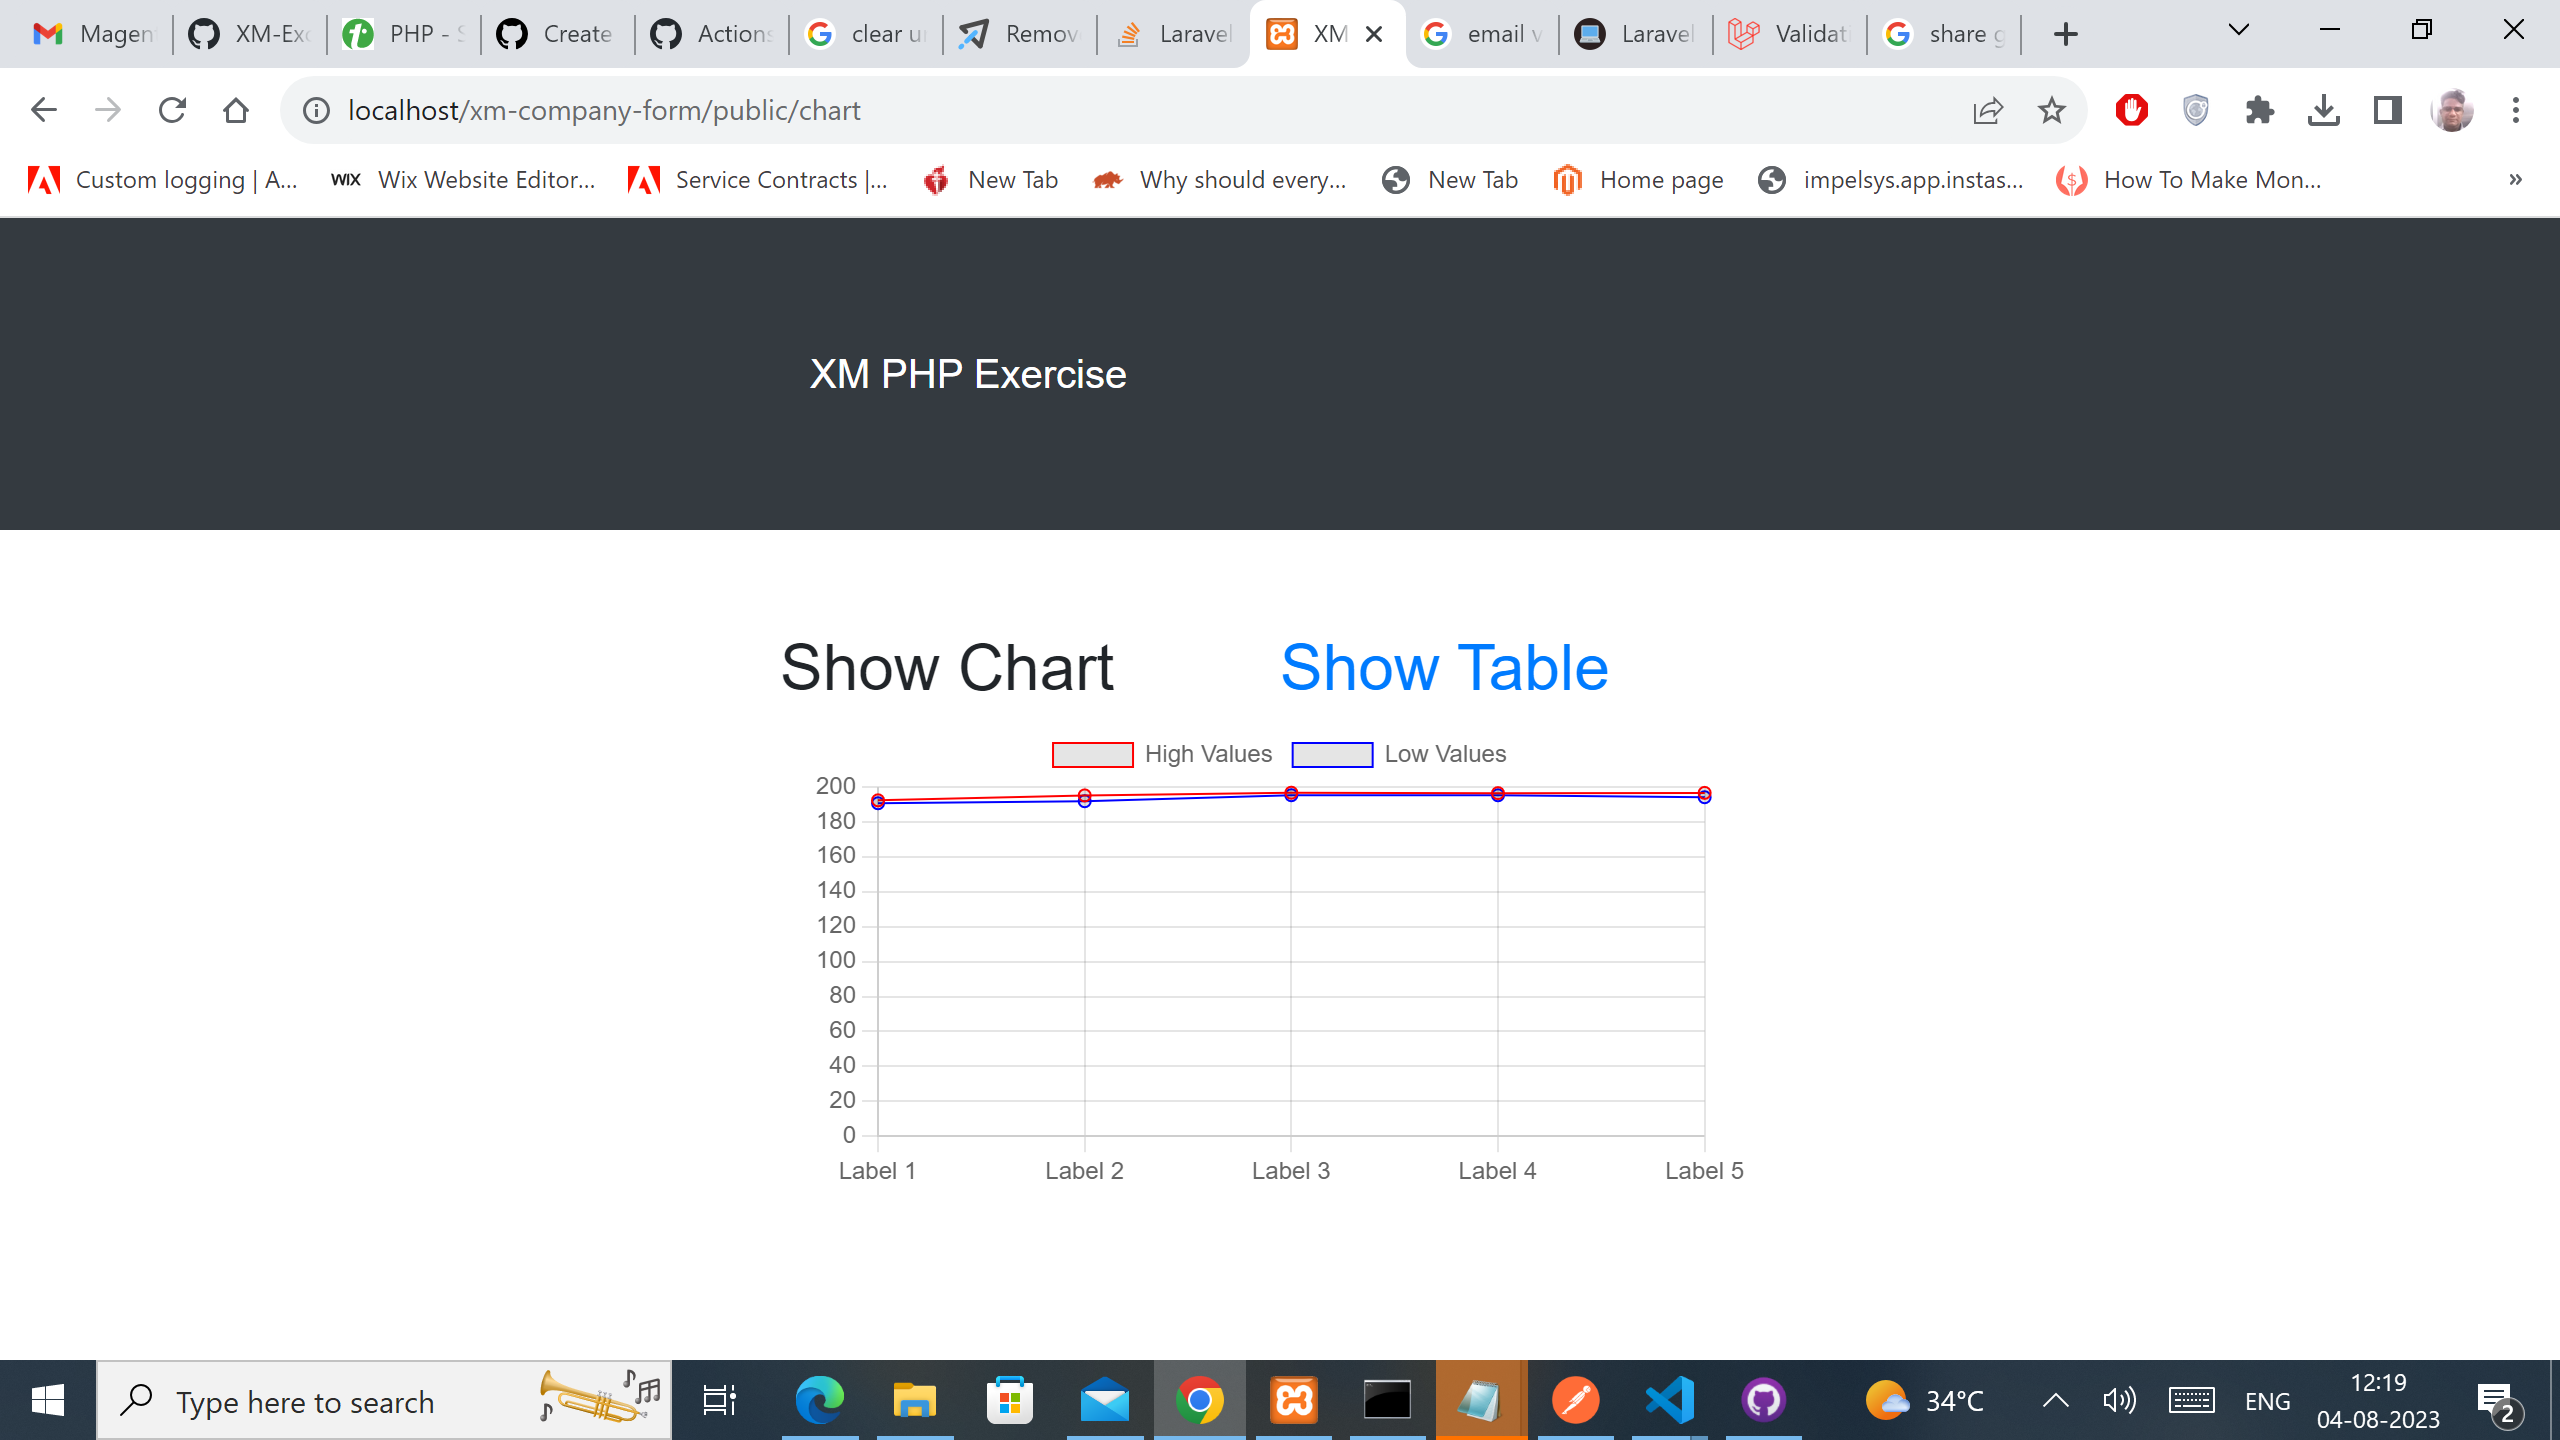 Magen
XM-Exc
PHP - S
Create
Actions
clear u
Remov
Laravel
XM
email v
Laravel
Validati
share g
localhost/xm-company-form/public/chart
Custom logging | A...
WIX
Wix Website Editor...
Service Contracts |...
New Tab
Why should every...
New Tab
Home page
impelsys.app.instas...
How To Make Mon...
»
XM PHP Exercise
Show Chart
Show Table
High Values
Low Values
200
180
160
140
120
100
80
60
40
20
0
Label 1
Label 2
Label 3
Label 4
Label 5
Type here to search
34°C
ENG
12:19
04-08-2023
2